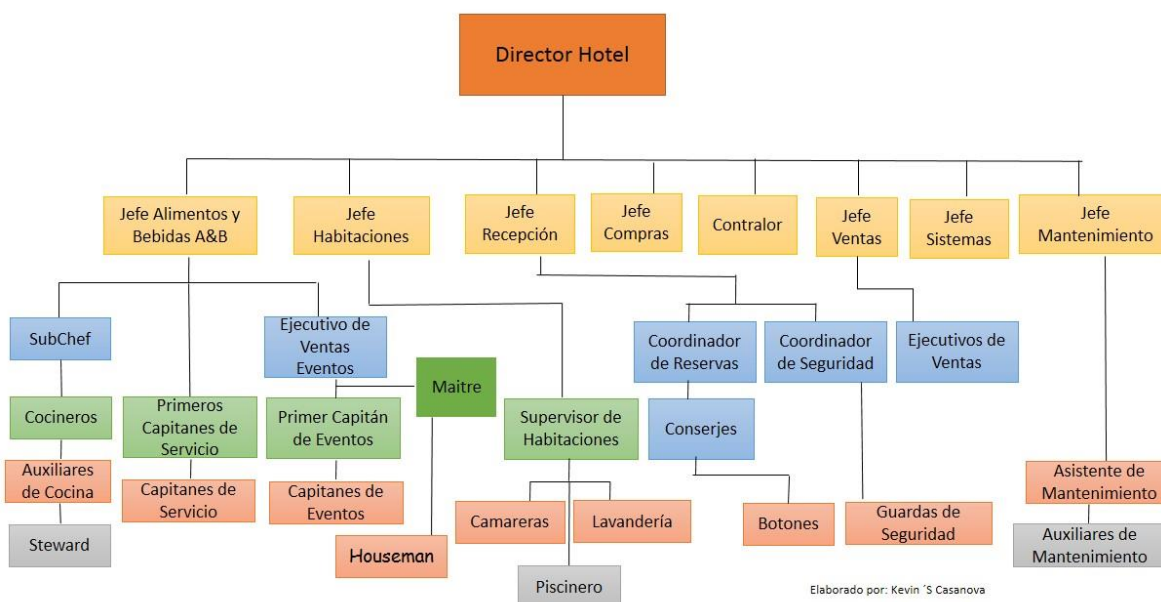 Director Hotel
Jefe Alimentos y
Bebidas A&B
Jefe
Habitaciones
Jefe
Recepción
Jefe
Compras
Contralor
Jefe
Ventas
Jefe
Sistemas
Jefe
Mantenimiento
SubChef
Ejecutivo de
Ventas
Eventos
Coordinador
de Reservas
Coordinador
de Seguridad
Ejecutivos de
Ventas
Maitre
Cocineros
Primeros
Capitanes de
Servicio
Primer Capitán
de Eventos
Supervisor de
Habitaciones
Conserjes
Auxiliares
de Cocina
Capitanes de
Servicio
Capitanes de
Eventos
Camareras
Lavandería
Botones
Guardas de
Seguridad
Asistente de
Mantenimiento
Steward
Houseman
Piscinero
Auxiliares de
Mantenimiento
Elaborado por: Kevin ´S Casanova